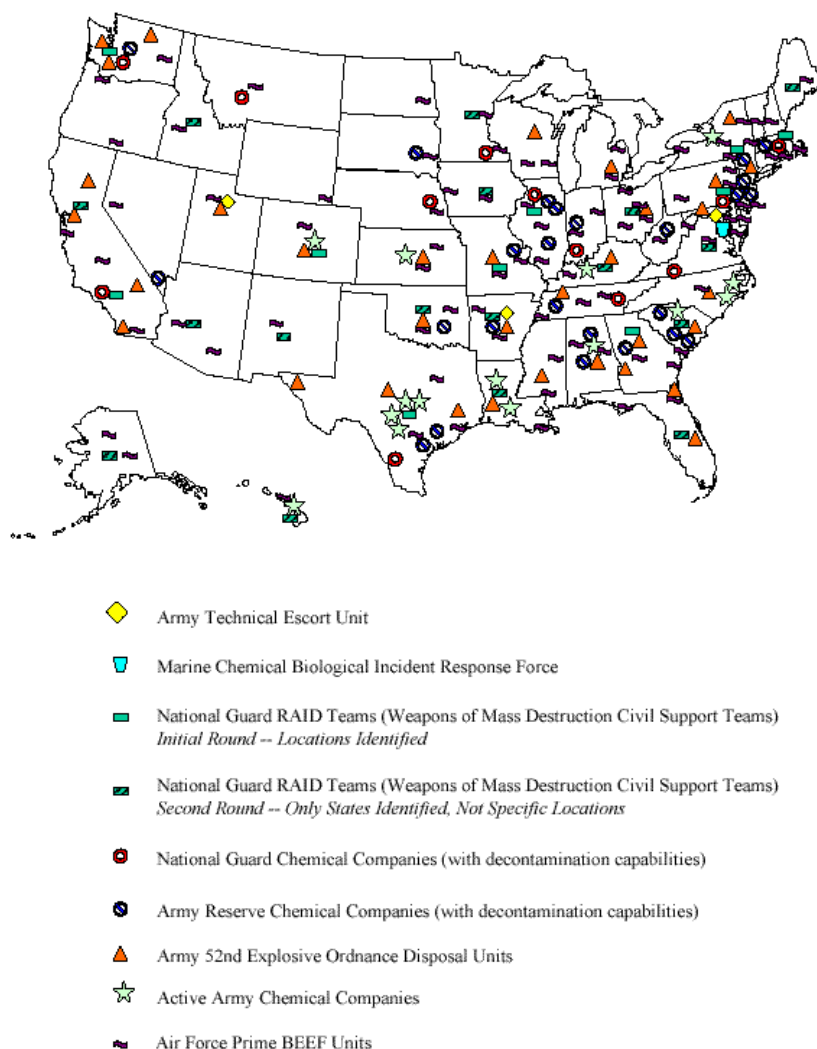 Army Technical Escort Unit
Marine Chemical Biological Incident Response Force
National Guard RAID Teams (Weapons of Mass Destruction Civil Support Teams)
Initial Round -- Locations Identified
National Guard RAID Teams (Weapons of Mass Destruction Civil Support Teams)
Second Round -- Only States Identified, Not Specific Locations
National Guard Chemical Companies (with decontamination capabilities)
Army Reserve Chemical Companies (with decontamination capabilities)
Army 52nd Explosive Ordnance Disposal Units
Active Army Chemical Companies
Air Force Prime BEEF Units